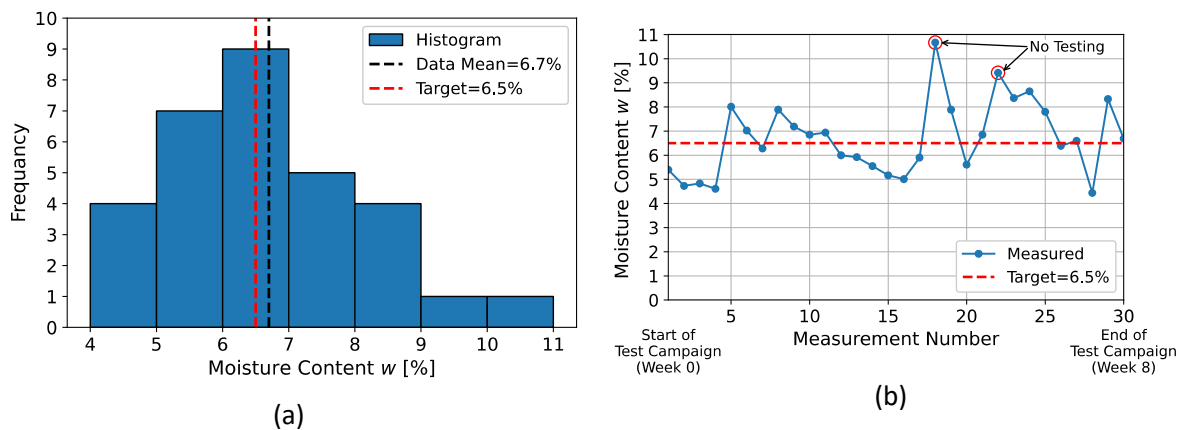 10
9
8
7
6
5
4
3
2
1
0
Frequency
Histogram
Data Mean=6.7%
Target=6.5%
4 5 6 7 8 9 10 11
Moisture Content w [%]
(a)
11
10
9
8
7
6
5
4
3
2
1
0
Moisture Content w [%]
No Testing
Measured
Target=6.5%
5 10 15 20 25 30
Measurement Number
Start of
Test Campaign
(Week 0)
End of
Test Campaign
(Week 8)
(b)